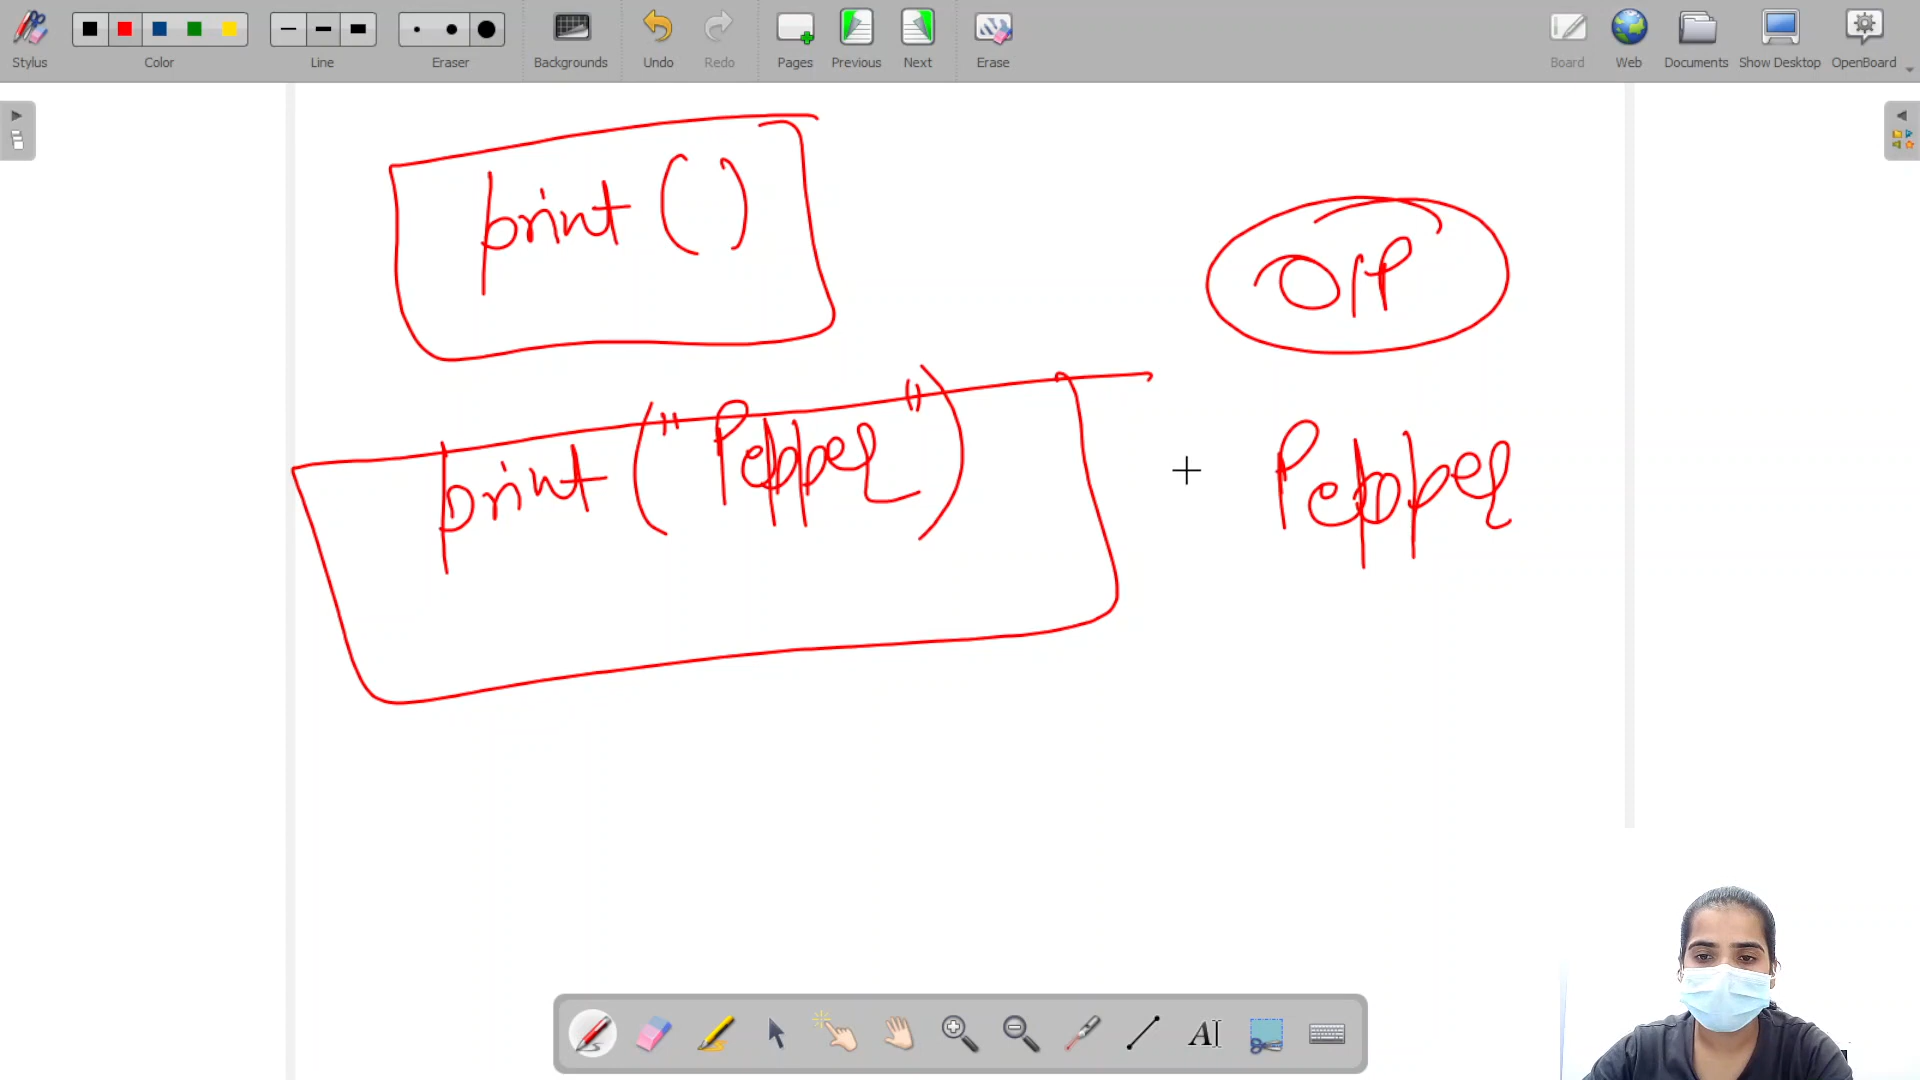 Stylus
Color
Line
Eraser
Backgrounds
Undo
Redo
Pages
Previous
Next
Erase
Board
Web
Documents
Show Desktop
OpenBoard
print ( )
O/P
print ("Pepper")
Pepper